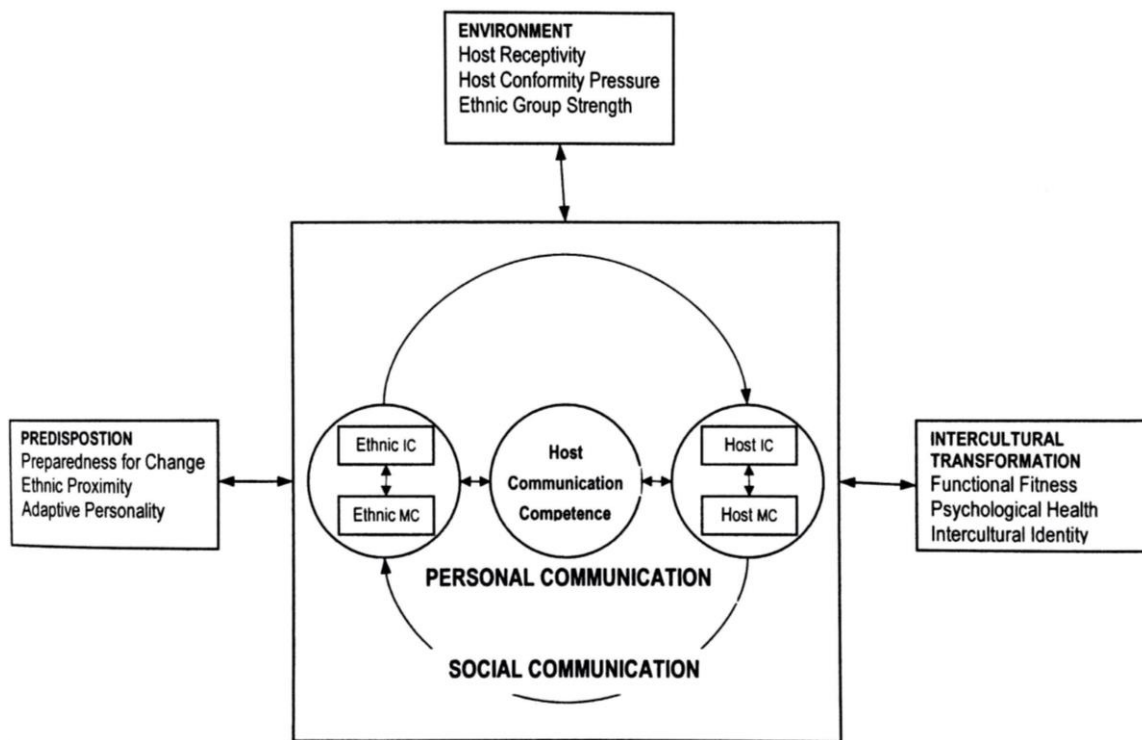 ENVIRONMENT
Host Receptivity
Host Conformity Pressure
Ethnic Group Strength
PREDISPOSTION
Preparedness for Change
Ethnic Proximity
Adaptive Personality
Ethnic IC
Ethnic MC
Host
Communication
Competence
Host IC
Host MC
PERSONAL COMMUNICATION
SOCIAL COMMUNICATION
INTERCULTURAL
TRANSFORMATION
Functional Fitness
Psychological Health
Intercultural Identity